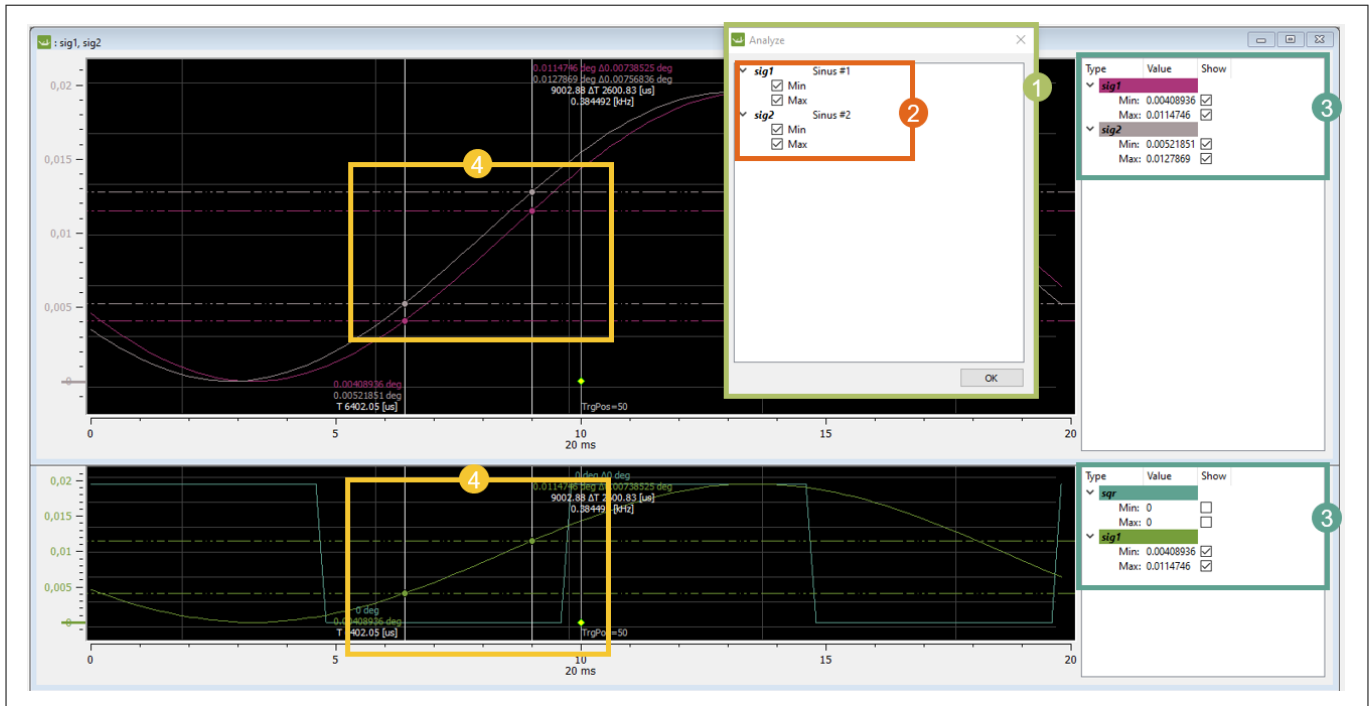 : sig1, sig2
0,02
0,015
0,01
0,005
0
0.0114746 deg Δ0.00738525 deg
0.0127869 deg Δ0.00756836 deg
9002.88 ΔT 2600.83 [us]
0.384492 [kHz]
4
0.00408936 deg
0.00521851 deg
T 6402.05 [us]
TrgPos=50
0 5 10 15 20
20 ms
Analyze
1
sig1 Sinus #1
Min
Max
sig2 Sinus #2
Min
Max
2
OK
Type Value Show
sig1
Min: 0.00408936
Max: 0.0114746
sig2
Min: 0.00521851
Max: 0.0127869
3
0,02
0,015
0,01
0,005
0
4
0 deg Δ0 deg
0.0114746 deg Δ0.00738525 deg
9002.88 ΔT 2600.83 [us]
0.384492 [kHz]
0 deg
0.00408936 deg
T 6402.05 [us]
TrgPos=50
0 5 10 15 20
20 ms
Type Value Show
sqr
Min: 0
Max: 0
sig1
Min: 0.00408936
Max: 0.0114746
3